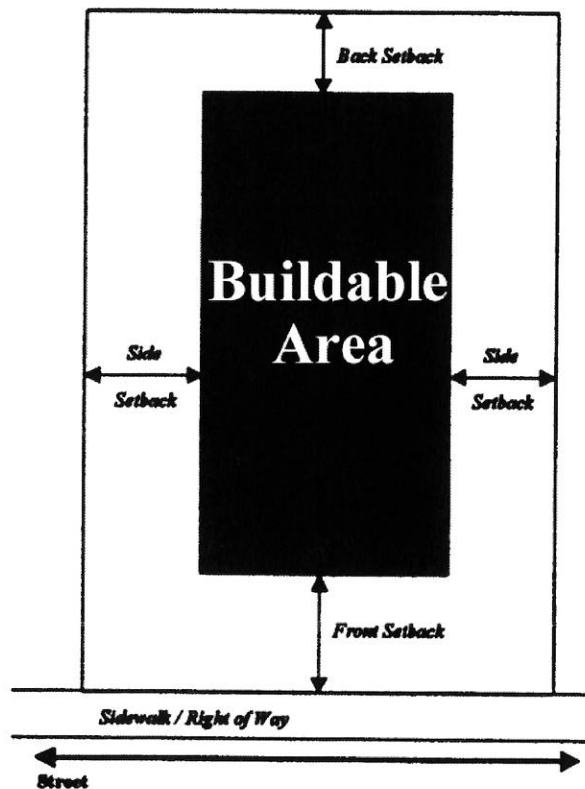 Back Setback
Buildable
Area
Side
Setback
Side
Setback
Front Setback
Sidewalk / Right of Way
Street